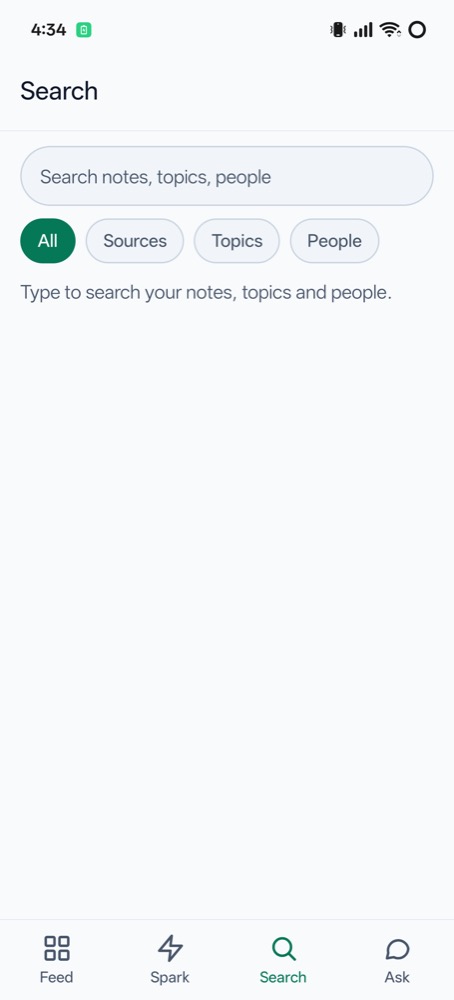 4:34
Search
Search notes, topics, people
All Sources Topics People
Type to search your notes, topics and people.
Feed Spark Search Ask